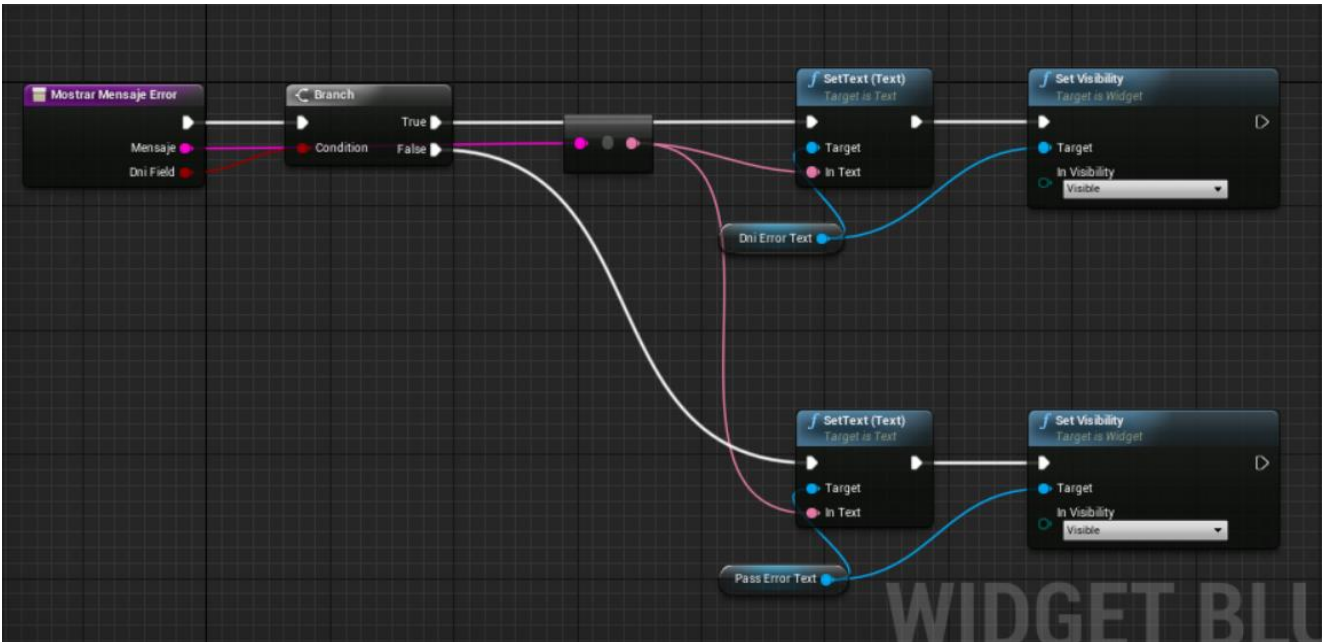 Mostrar Mensaje Error
Mensaje
Dni Field
Branch
True
Condition
False
f SetText (Text)
Target is Text
Target
In Text
f Set Visibility
Target is Widget
Target
In Visibility
Visible
Dni Error Text
f SetText (Text)
Target is Text
Target
In Text
f Set Visibility
Target is Widget
Target
In Visibility
Visible
Pass Error Text
WIDGET BLU